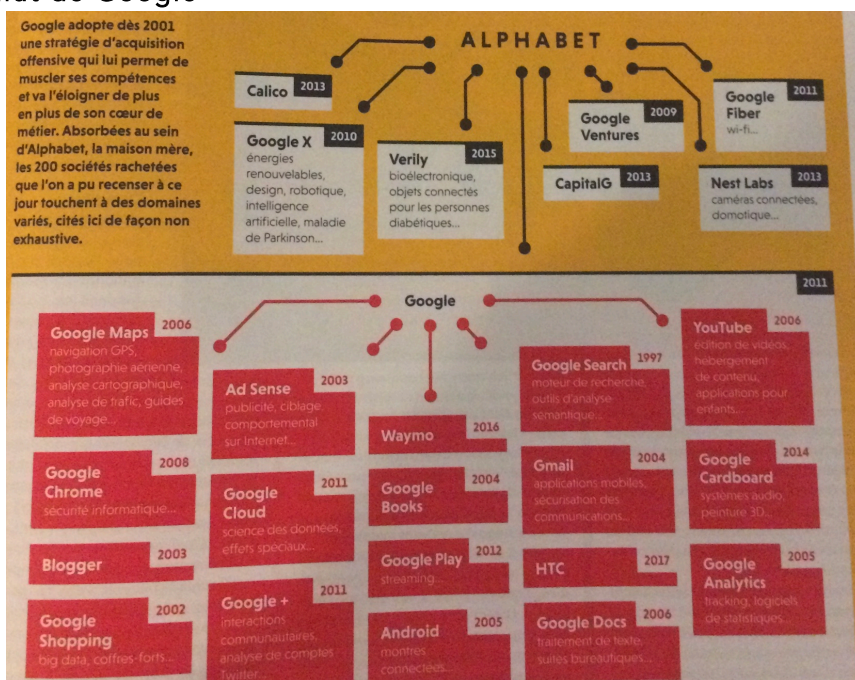 Google adopte dès 2001
une stratégie d'acquisition
offensive qui lui permet de
muscler ses compétences
et va l'éloigner de plus
en plus de son cœur de
métier. Absorbées au sein
d'Alphabet, la maison mère,
les 200 sociétés rachetées
que l'on a pu recenser à ce
jour touchent à des domaines
variés, cités ici de façon non
exhaustive.
ALPHABET
Calico 2013
Google X 2010
énergies
renouvelables,
design, robotique,
intelligence
artificielle, maladie
de Parkinson...
Verily 2015
bioélectronique,
objets connectés
pour les personnes
diabétiques...
Google
Ventures 2009
CapitalG 2013
Google
Fiber 2011
wi-fi...
Nest Labs 2013
caméras connectées,
domotique...
2011
Google
Google Maps 2006
navigation GPS,
photographie aérienne,
analyse cartographique,
analyse de trafic, guides
de voyage...
Google
Chrome 2008
sécurité informatique...
Blogger 2003
Google
Shopping 2002
big data, coffres-forts...
Ad Sense 2003
publicité, ciblage
comportemental
sur Internet...
Google
Cloud 2011
science des données,
effets spéciaux...
Google + 2011
interactions
communautaires,
analyse de comptes
Twitter...
Waymo 2016
Google
Books 2004
Google Play 2012
streaming...
Android 2005
montres
connectées...
Google Search 1997
moteur de recherche,
outils d'analyse
sémantique...
Gmail 2004
applications mobiles,
sécurisation des
communications...
HTC 2017
Google Docs 2006
traitement de texte,
suites bureautiques...
YouTube 2006
édition de vidéos,
hébergement
de contenu,
applications pour
enfants...
Google
Cardboard 2014
systèmes audio,
peinture 3D...
Google
Analytics 2005
tracking, logiciels
de statistiques...